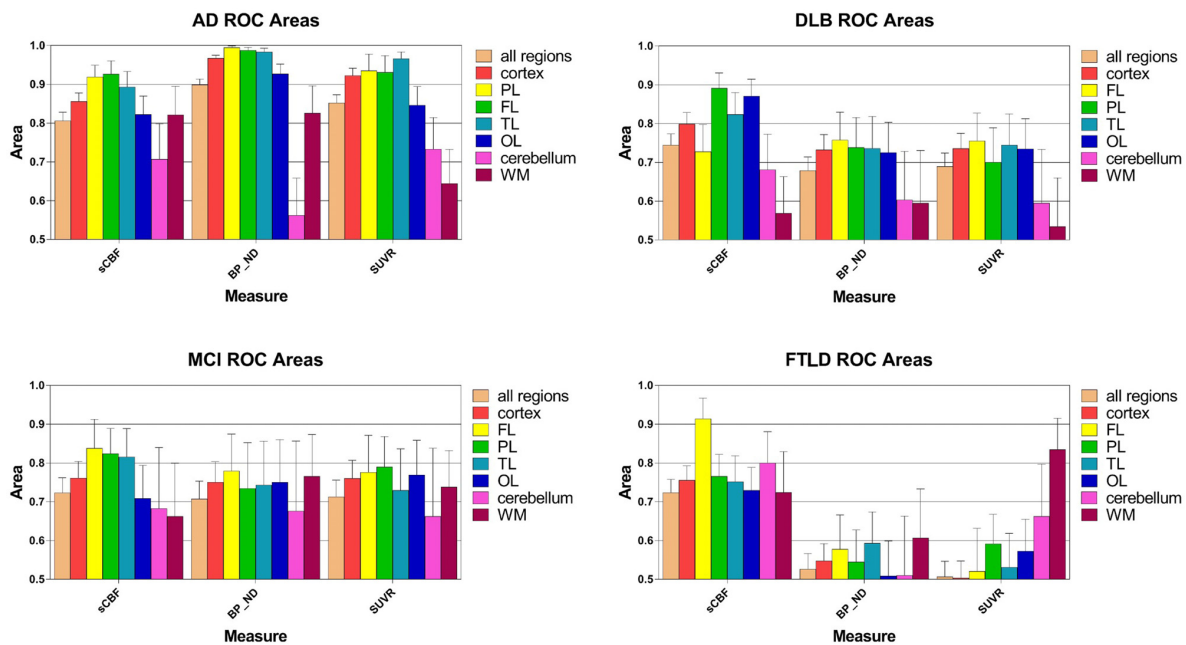 AD ROC Areas
1.0
0.9
0.8
0.7
0.6
0.5
Area
sCBF
BP_ND
SUVR
Measure
all regions
cortex
PL
FL
TL
OL
cerebellum
WM
DLB ROC Areas
1.0
0.9
0.8
0.7
0.6
0.5
Area
sCBF
BP_ND
SUVR
Measure
all regions
cortex
FL
PL
TL
OL
cerebellum
WM
MCI ROC Areas
1.0
0.9
0.8
0.7
0.6
0.5
Area
sCBF
BP_ND
SUVR
Measure
all regions
cortex
FL
PL
TL
OL
cerebellum
WM
FTLD ROC Areas
1.0
0.9
0.8
0.7
0.6
0.5
Area
sCBF
BP_ND
SUVR
Measure
all regions
cortex
FL
PL
TL
OL
cerebellum
WM